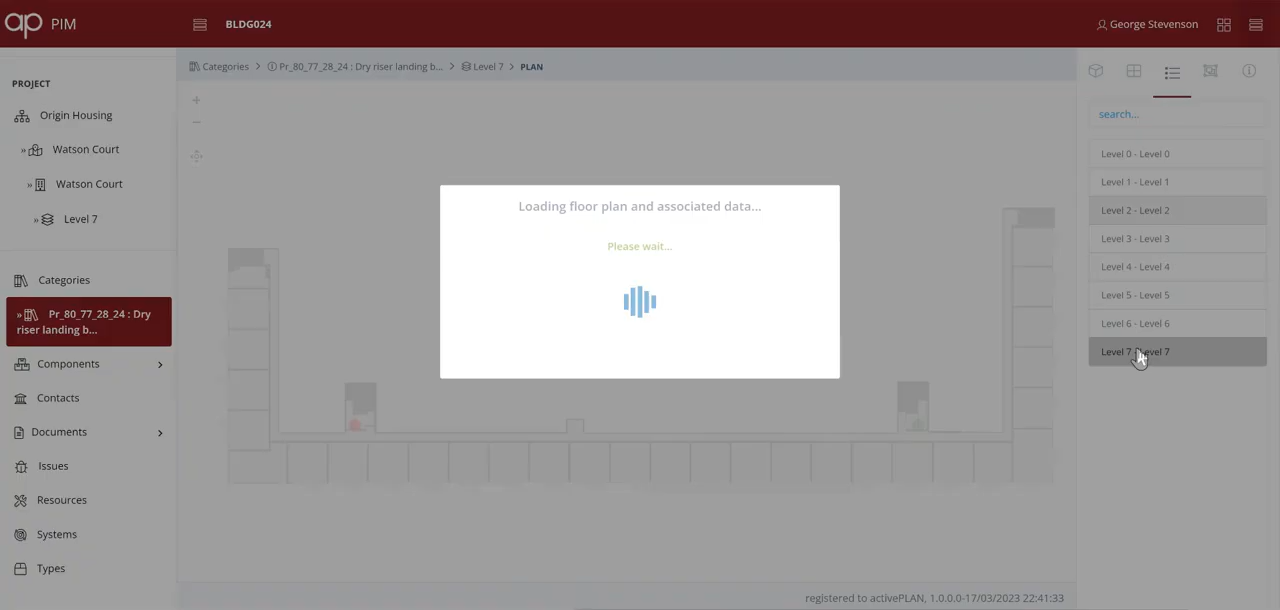 ap PIM
BLDG024
George Stevenson
PROJECT
Origin Housing
» Watson Court
» Watson Court
» Level 7
Categories
» Pr_80_77_28_24 : Dry
riser landing b...
Components
Contacts
Documents
Issues
Resources
Systems
Types
Categories > Pr_80_77_28_24 : Dry riser landing b... > Level 7 > PLAN
Loading floor plan and associated data...
Please wait...
search...
Level 0 - Level 0
Level 1 - Level 1
Level 2 - Level 2
Level 3 - Level 3
Level 4 - Level 4
Level 5 - Level 5
Level 6 - Level 6
Level 7 - Level 7
registered to activePLAN, 1.0.0.0-17/03/2023 22:41:33